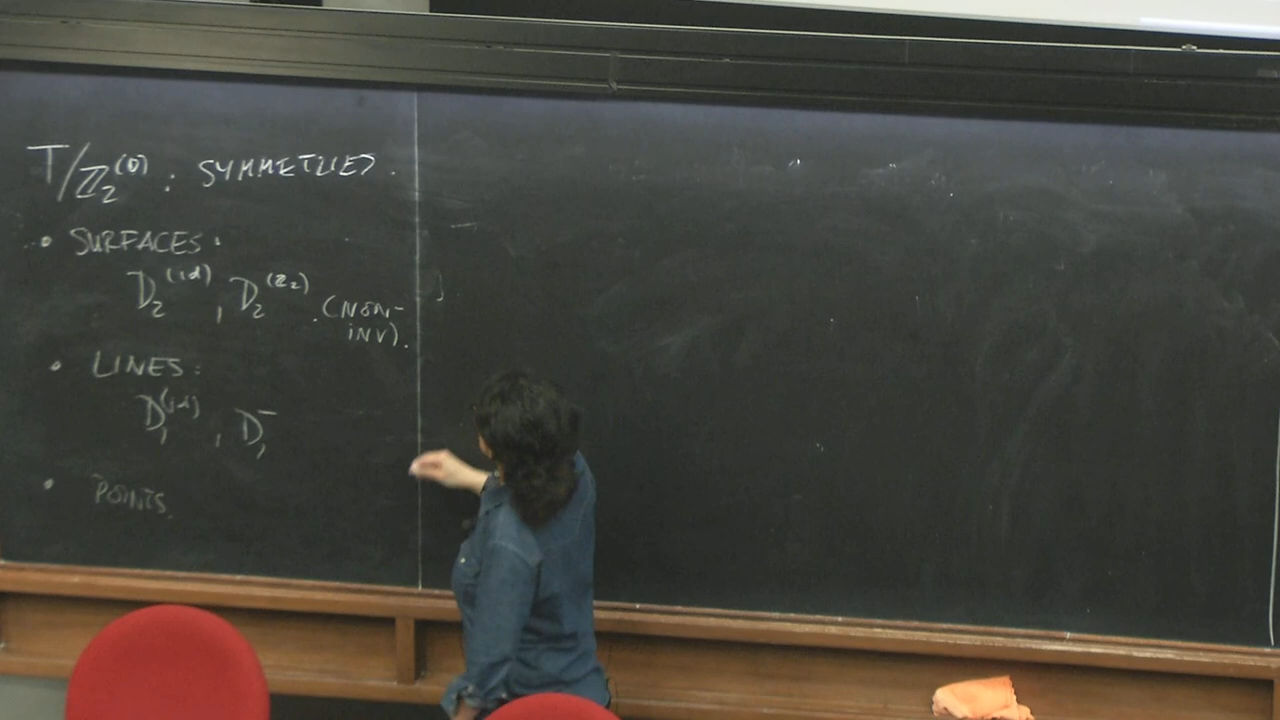 T/ℤ₂⁽⁰⁾ : SYMMETRIES.
• SURFACES:
D₂^(id) , D₂^(ℤ₂) . (NON-
INV).
• LINES:
D₁^(id) , D₁^-
• POINTS.